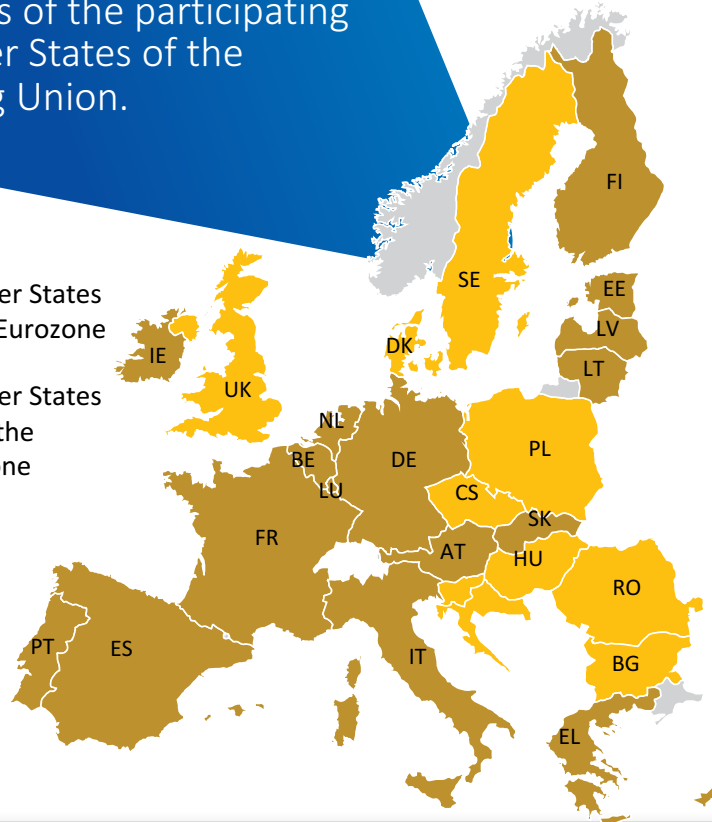 s of the participating
er States of the
g Union.
FI
SE
er States
EE
Eurozone
LV
IE
DK
LT
er States
UK
the
NL
one
BE
DE
PL
LU
CS
SK
FR
AT
HU
RO
PT
ES
IT
BG
EL